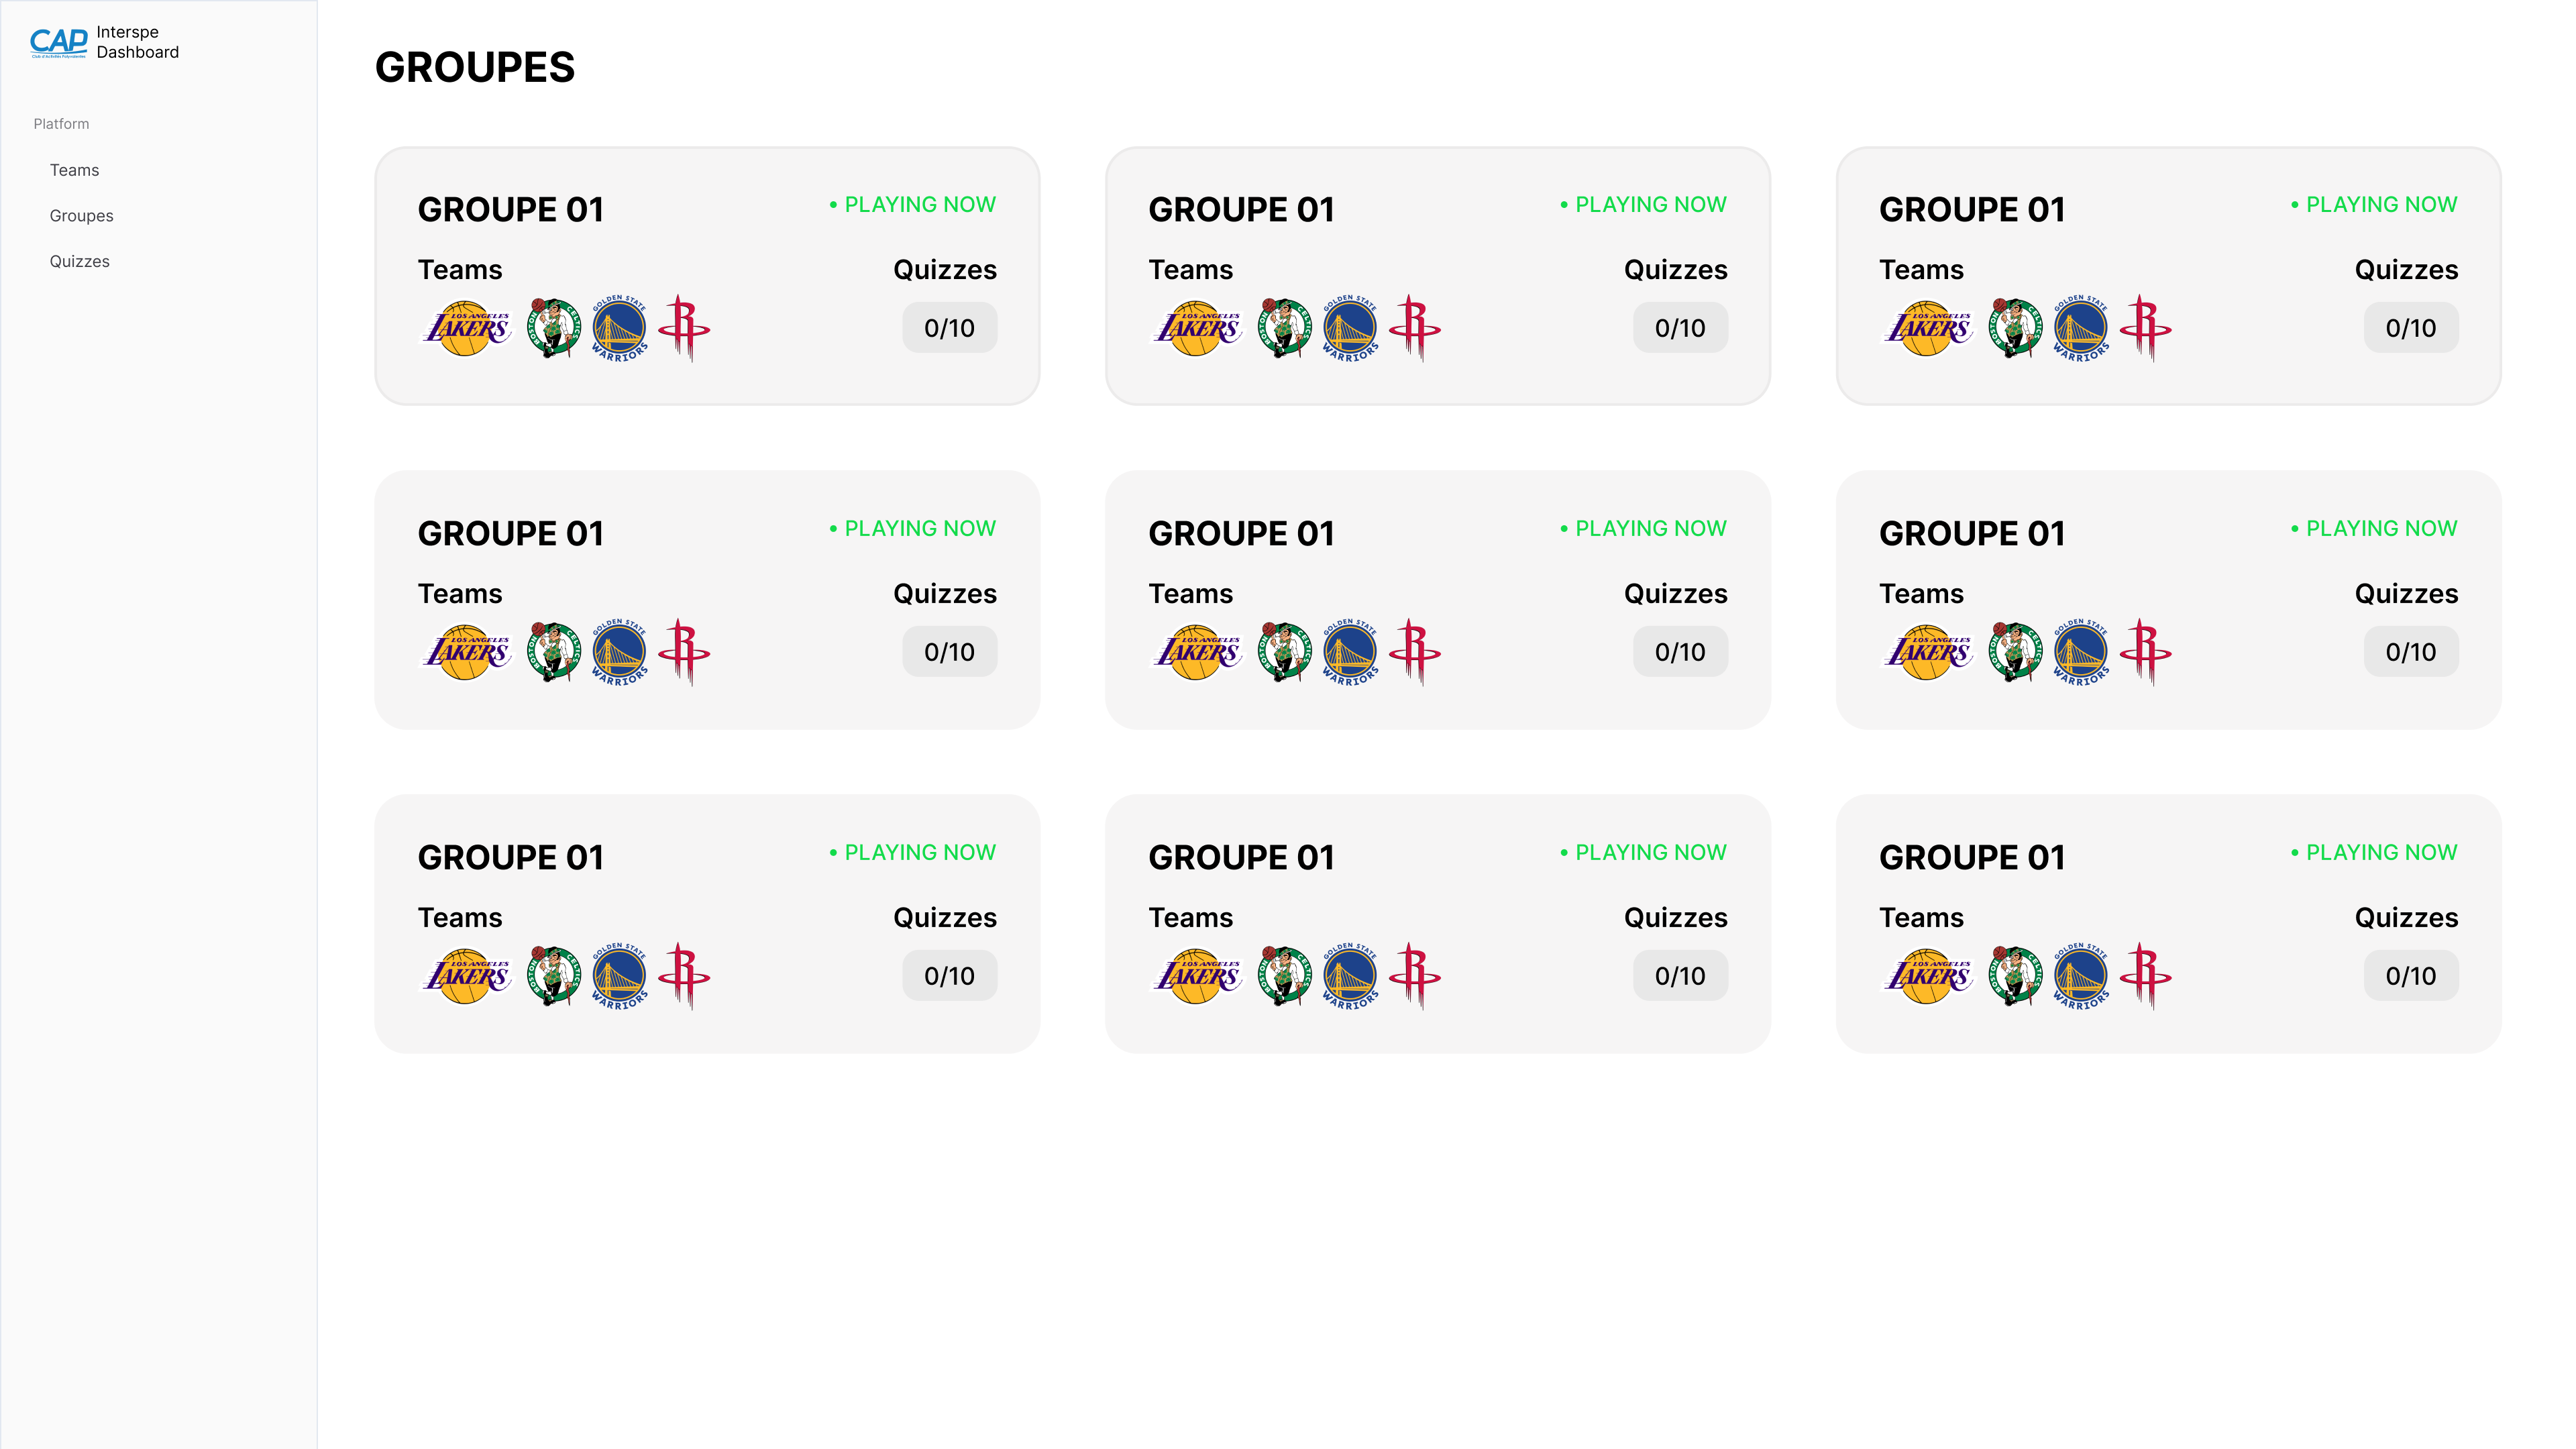 CAP
Club d'Activités Polyvalentes
Interspe
Dashboard
Platform
Teams
Groupes
Quizzes
GROUPES
GROUPE 01
• PLAYING NOW
Teams
Quizzes
LOS ANGELES
LAKERS
BOSTON CELTICS
GOLDEN STATE
WARRIORS
R
0/10
GROUPE 01
• PLAYING NOW
Teams
Quizzes
LOS ANGELES
LAKERS
BOSTON CELTICS
GOLDEN STATE
WARRIORS
R
0/10
GROUPE 01
• PLAYING NOW
Teams
Quizzes
LOS ANGELES
LAKERS
BOSTON CELTICS
GOLDEN STATE
WARRIORS
R
0/10
GROUPE 01
• PLAYING NOW
Teams
Quizzes
LOS ANGELES
LAKERS
BOSTON CELTICS
GOLDEN STATE
WARRIORS
R
0/10
GROUPE 01
• PLAYING NOW
Teams
Quizzes
LOS ANGELES
LAKERS
BOSTON CELTICS
GOLDEN STATE
WARRIORS
R
0/10
GROUPE 01
• PLAYING NOW
Teams
Quizzes
LOS ANGELES
LAKERS
BOSTON CELTICS
GOLDEN STATE
WARRIORS
R
0/10
GROUPE 01
• PLAYING NOW
Teams
Quizzes
LOS ANGELES
LAKERS
BOSTON CELTICS
GOLDEN STATE
WARRIORS
R
0/10
GROUPE 01
• PLAYING NOW
Teams
Quizzes
LOS ANGELES
LAKERS
BOSTON CELTICS
GOLDEN STATE
WARRIORS
R
0/10
GROUPE 01
• PLAYING NOW
Teams
Quizzes
LOS ANGELES
LAKERS
BOSTON CELTICS
GOLDEN STATE
WARRIORS
R
0/10